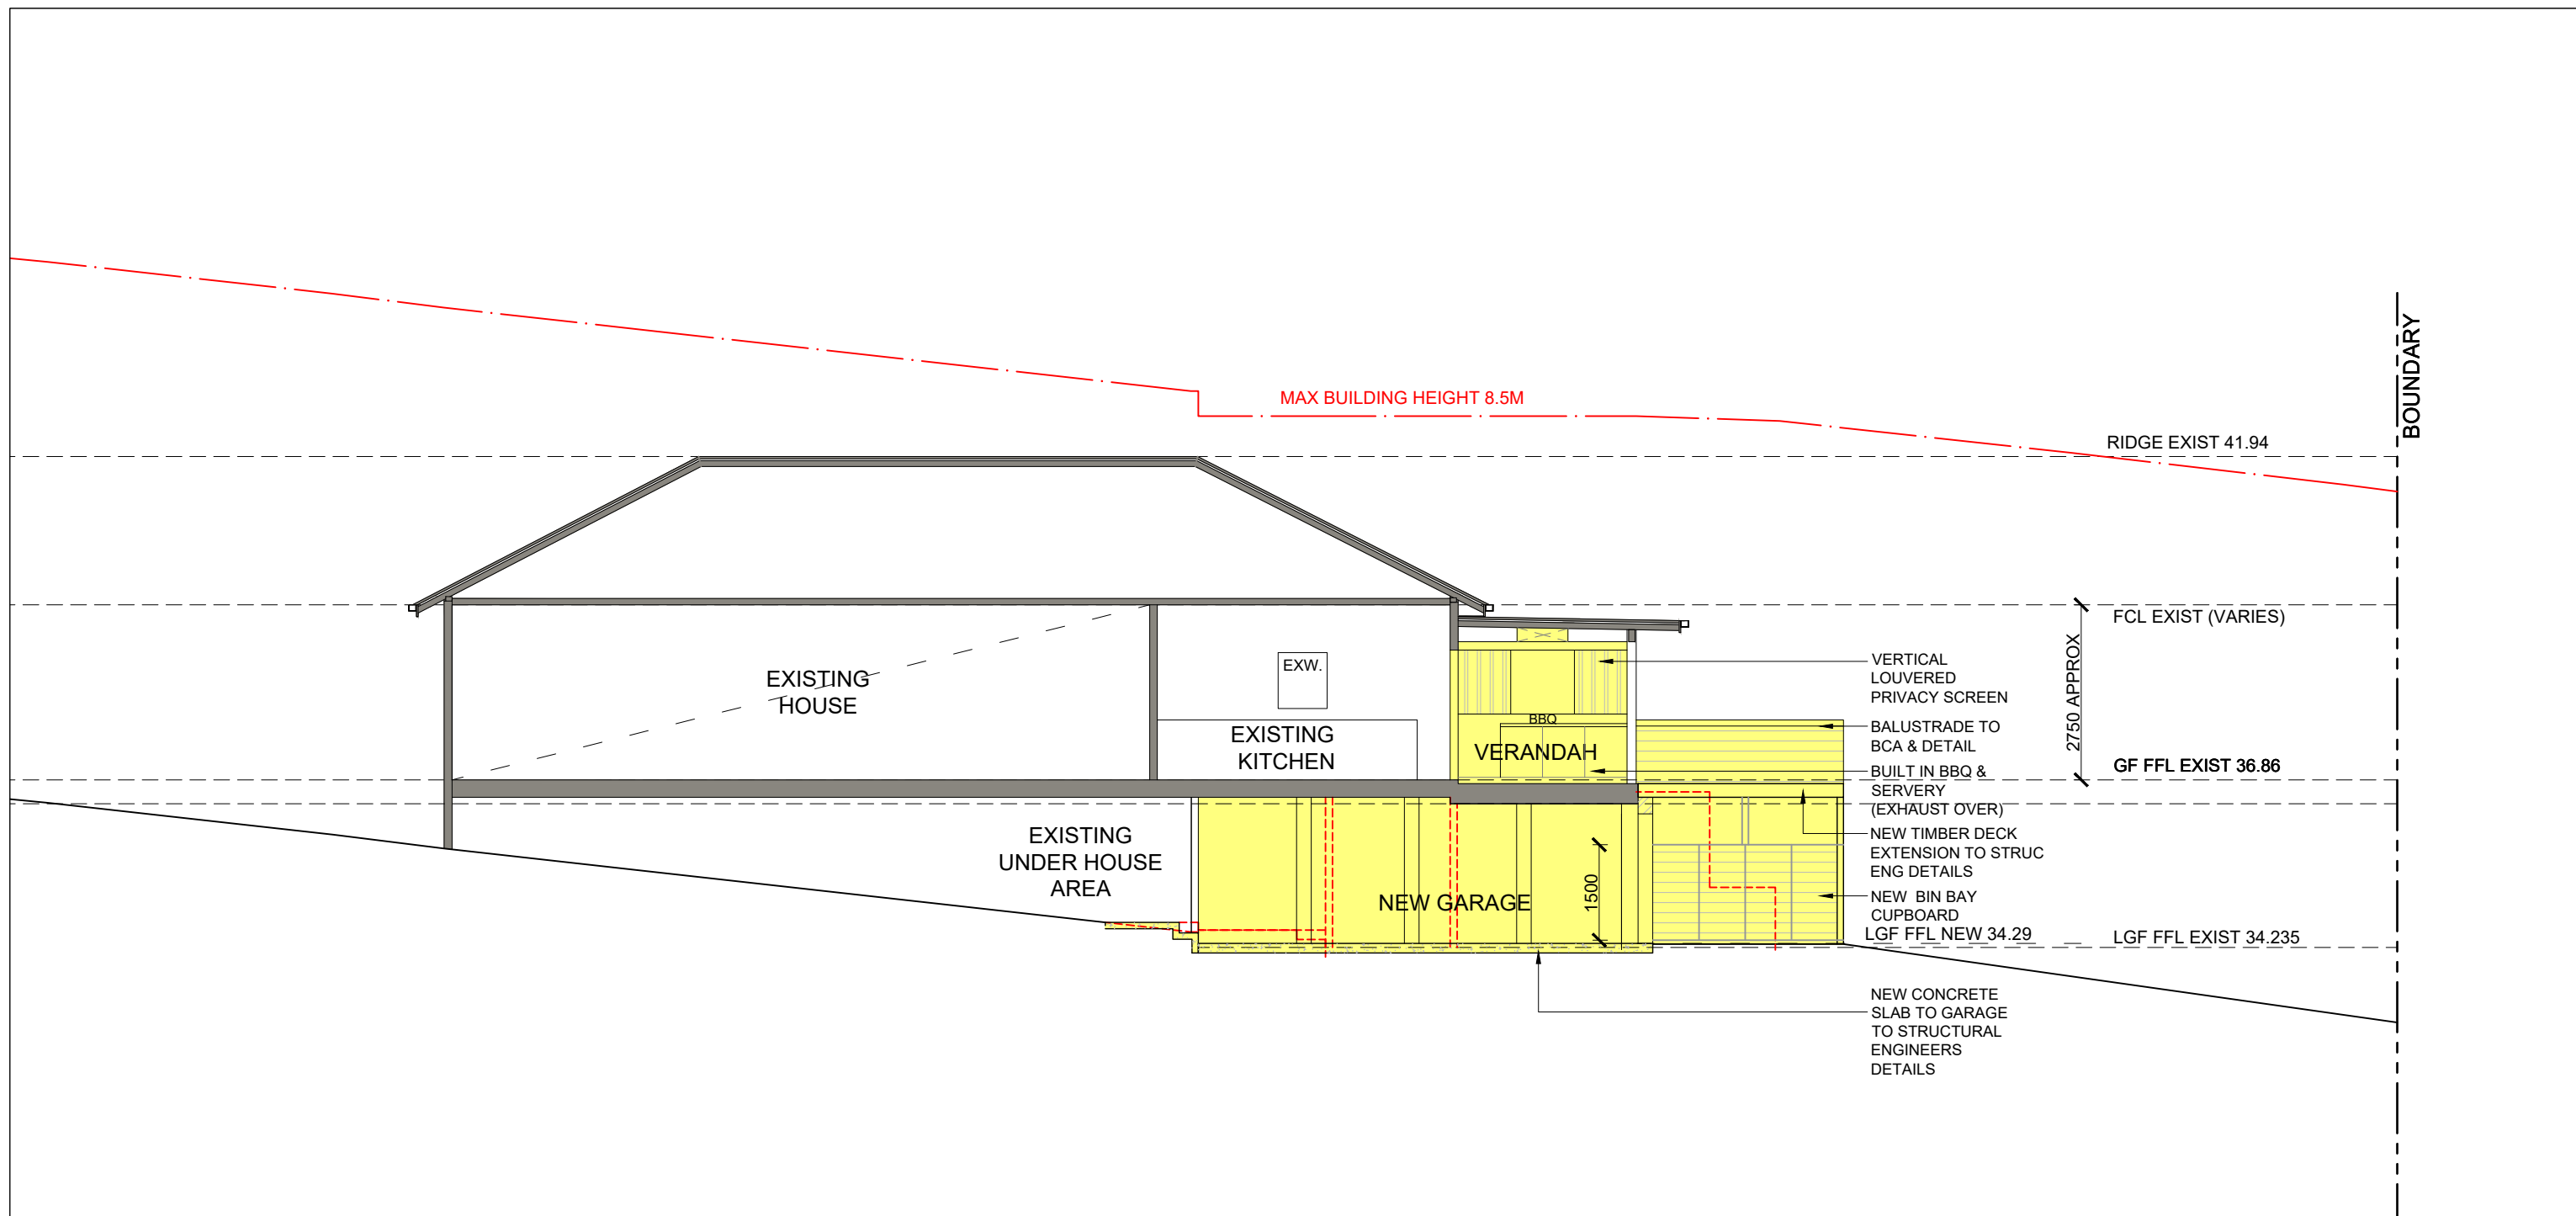 MAX BUILDING HEIGHT 8.5M
BOUNDARY
RIDGE EXIST 41.94
FCL EXIST (VARIES)
2750 APPROX
EXW.
EXISTING
HOUSE
VERTICAL
LOUVERED
PRIVACY SCREEN
BBQ
BALUSTRADE TO
BCA & DETAIL
EXISTING
KITCHEN
VERANDAH
GF FFL EXIST 36.86
BUILT IN BBQ &
SERVERY
(EXHAUST OVER)
EXISTING
UNDER HOUSE
AREA
NEW TIMBER DECK
EXTENSION TO STRUC
ENG DETAILS
1500
NEW GARAGE
NEW BIN BAY
CUPBOARD
LGF FFL NEW 34.29
LGF FFL EXIST 34.235
NEW CONCRETE
SLAB TO GARAGE
TO STRUCTURAL
ENGINEERS
DETAILS